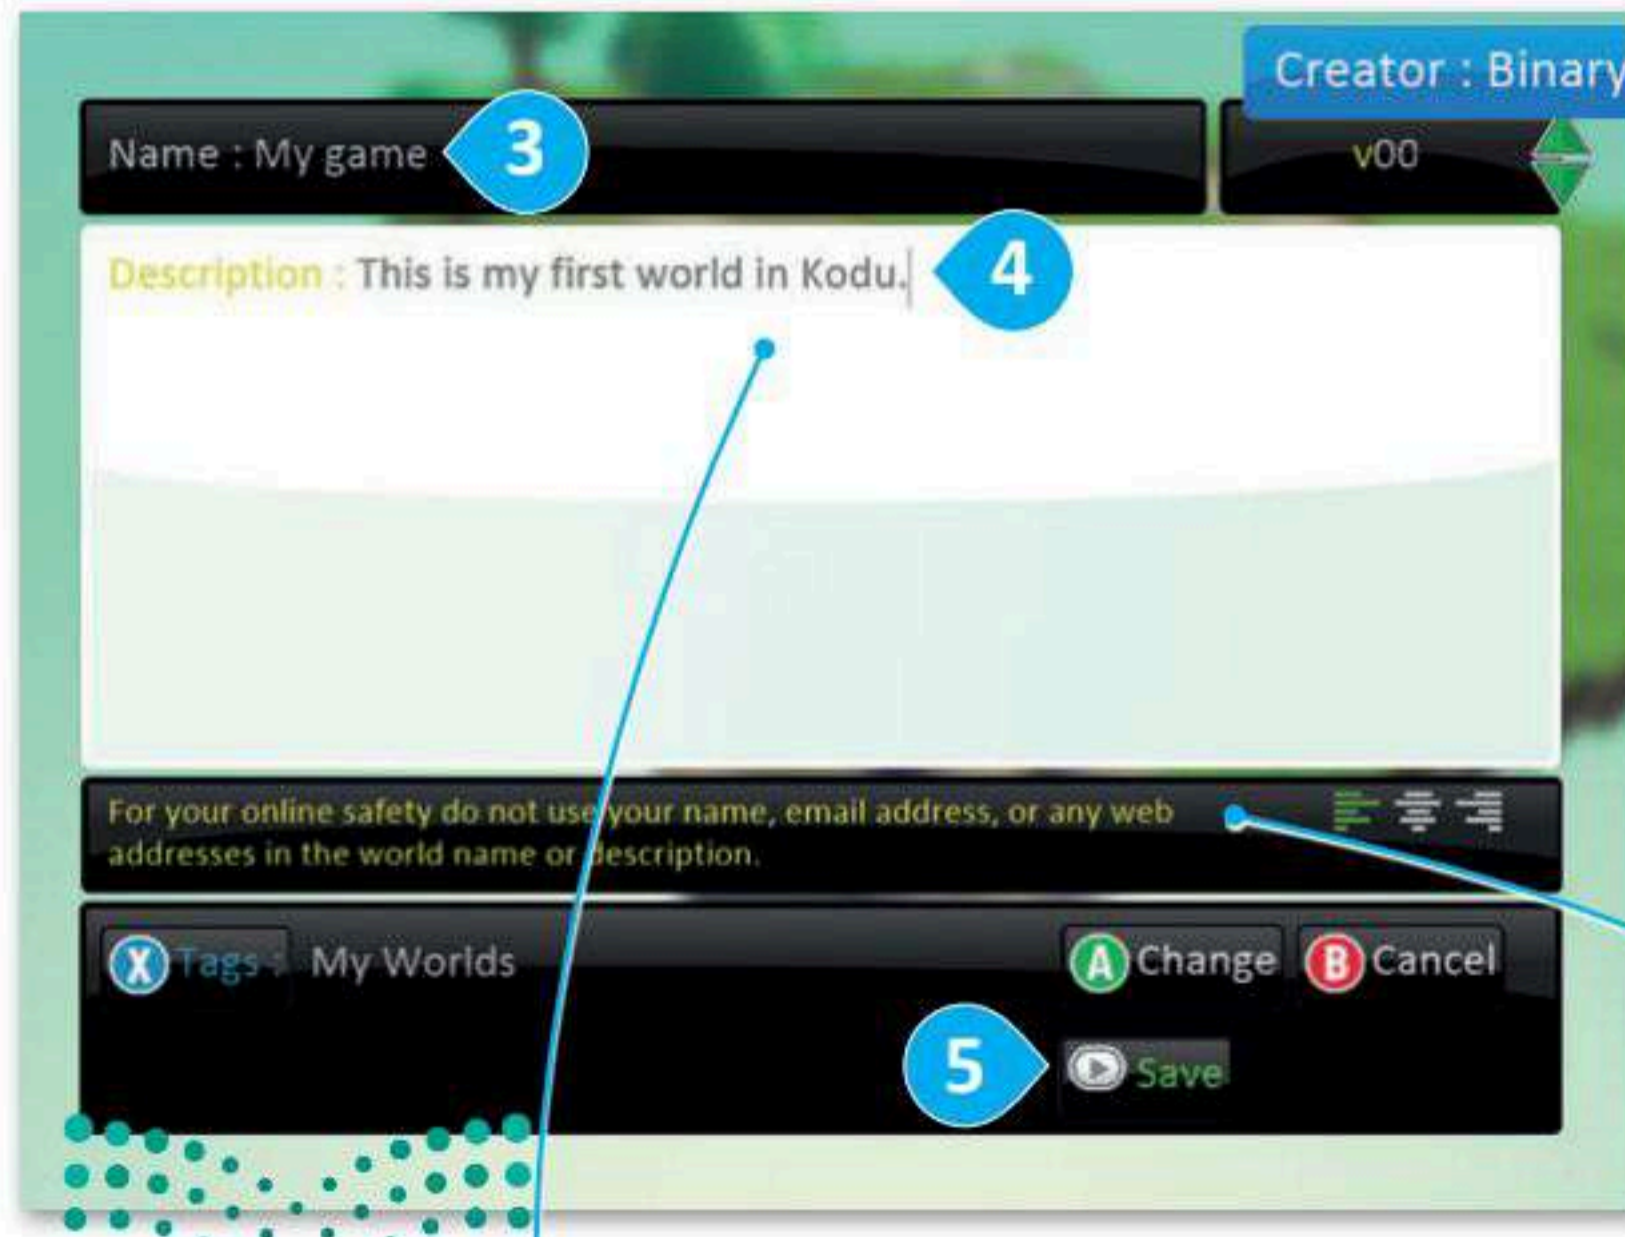 Creator : Binary
Name : My game
3
v00
Description : This is my first world in Kodu.
4
For your online safety do not use your name, email address, or any web
addresses in the world name or description.
X Tags : My Worlds
A Change
B Cancel
5
Save